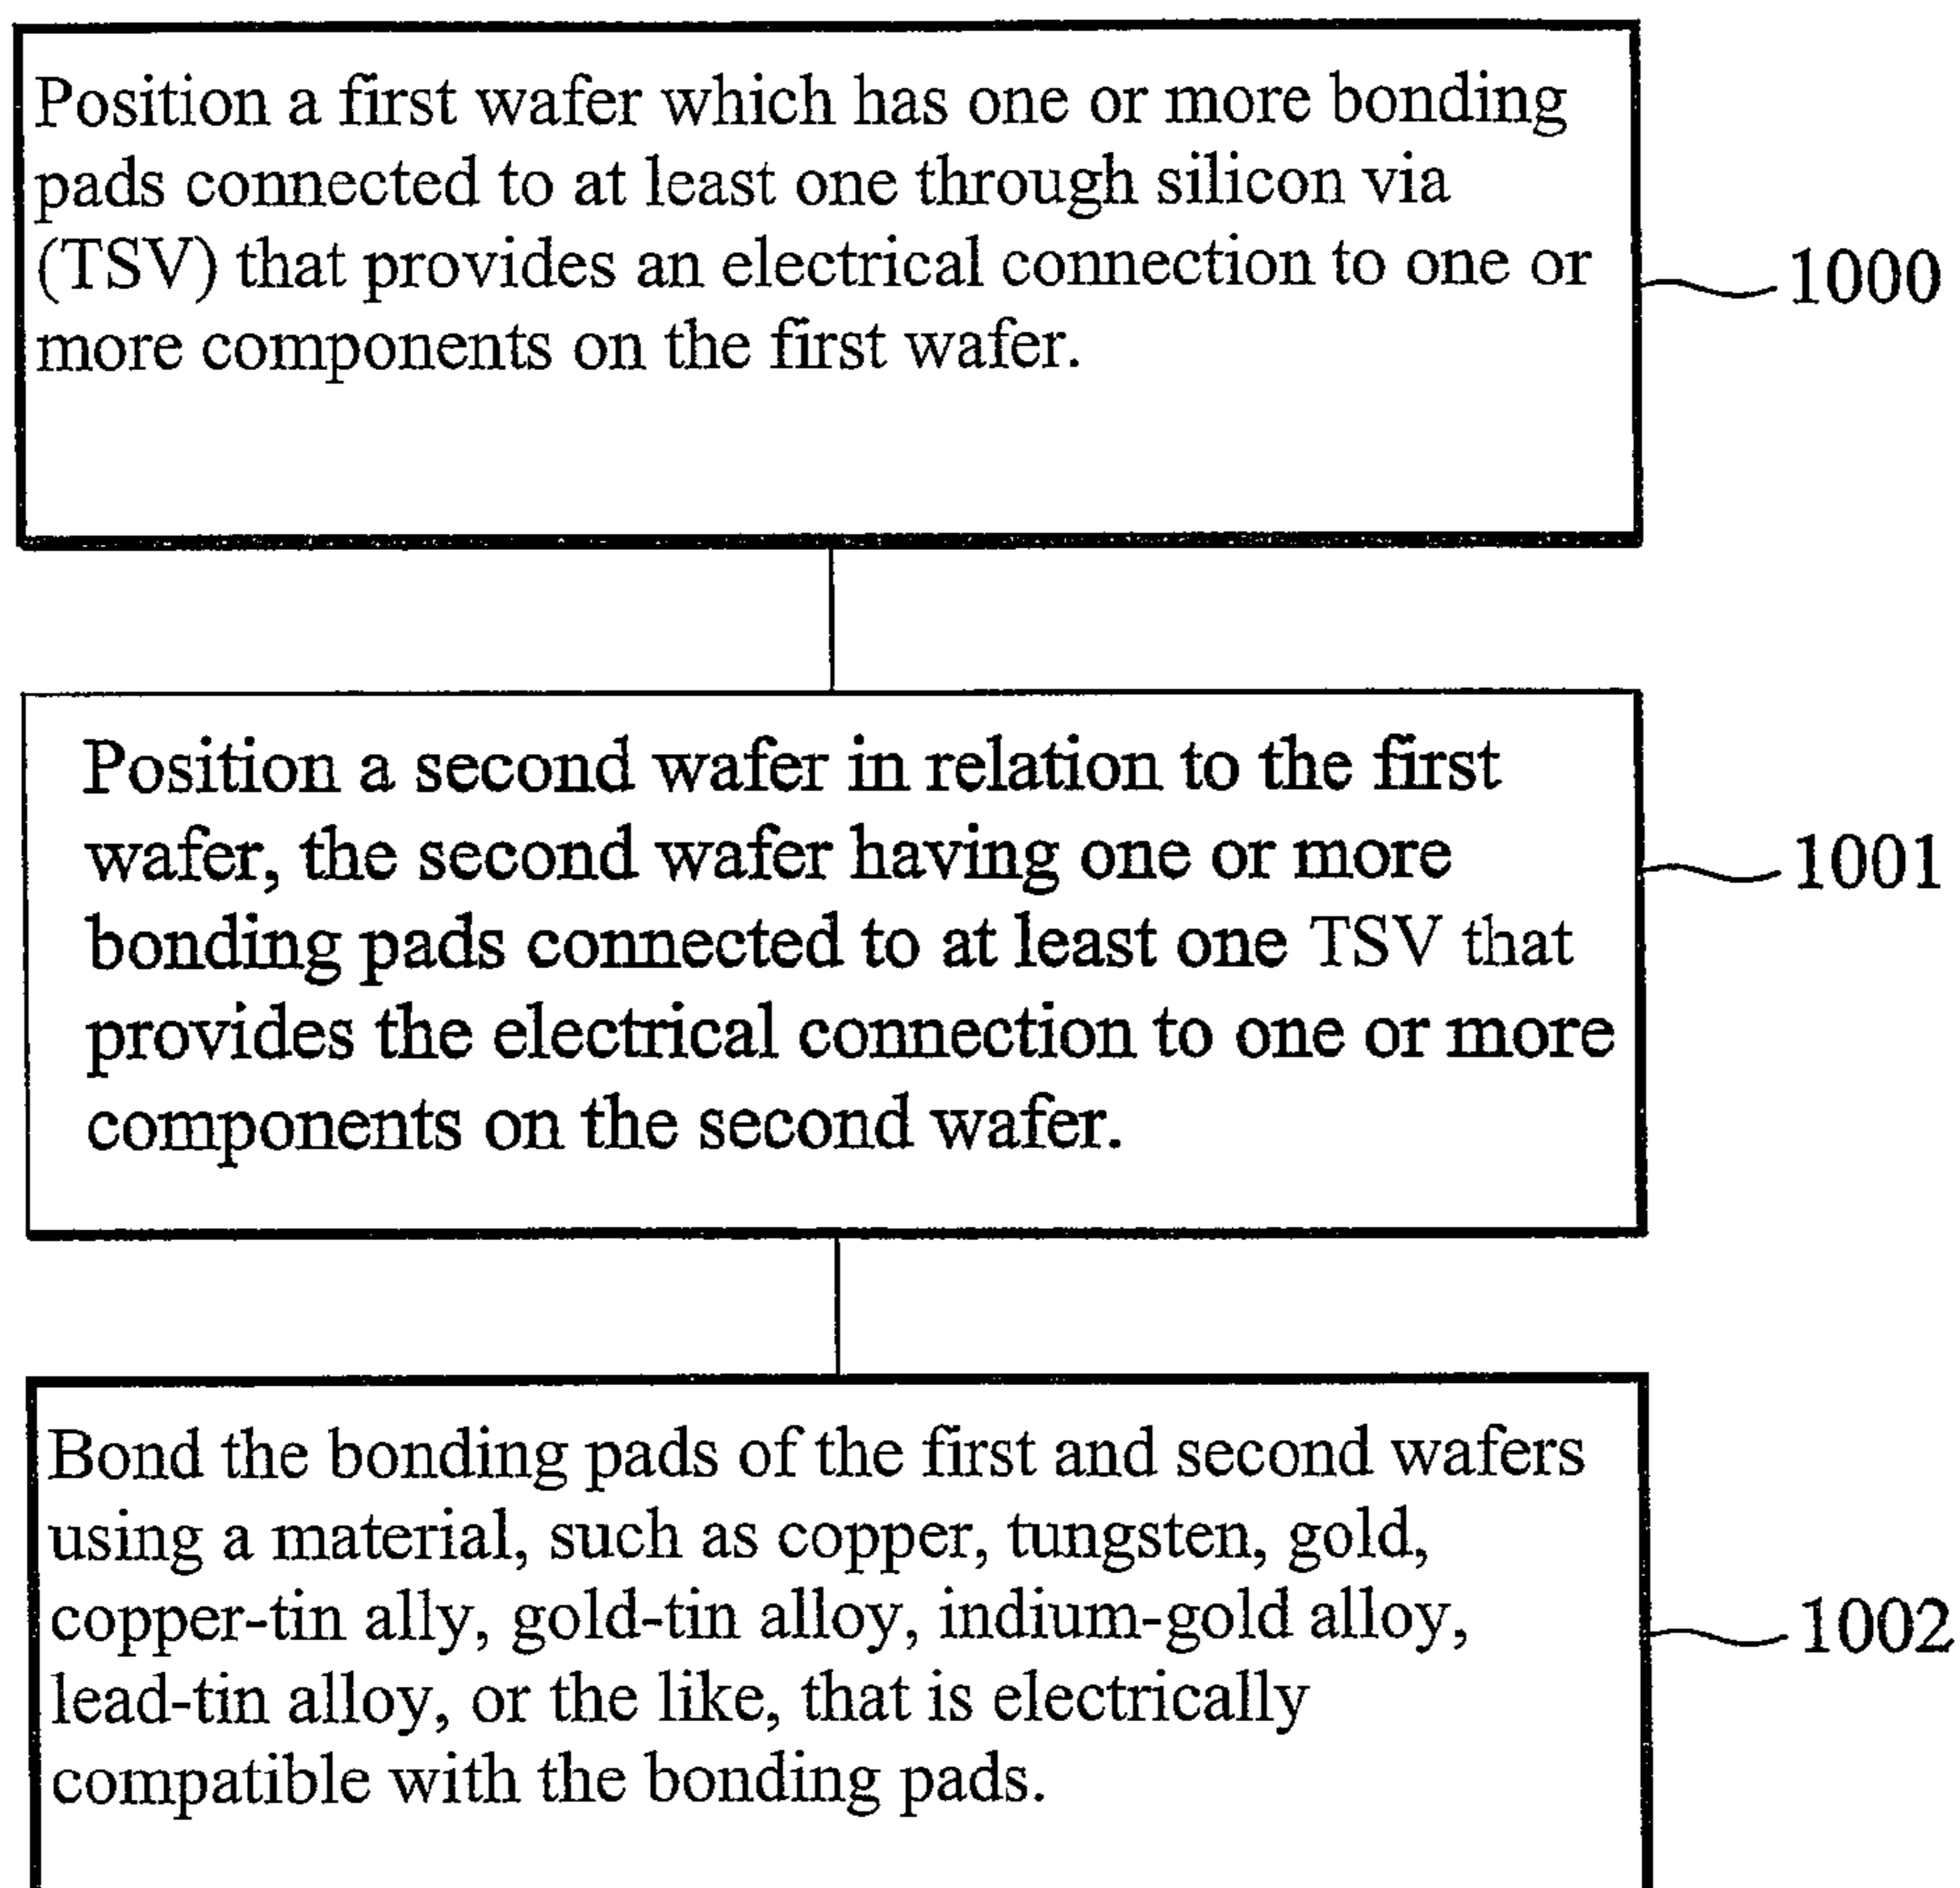 Position a first wafer which has one or more bonding
pads connected to at least one through silicon via
(TSV) that provides an electrical connection to one or
more components on the first wafer.
1000
Position a second wafer in relation to the first
wafer, the second wafer having one or more
bonding pads connected to at least one TSV that
provides the electrical connection to one or more
components on the second wafer.
1001
Bond the bonding pads of the first and second wafers
using a material, such as copper, tungsten, gold,
copper-tin ally, gold-tin alloy, indium-gold alloy,
lead-tin alloy, or the like, that is electrically
compatible with the bonding pads.
1002